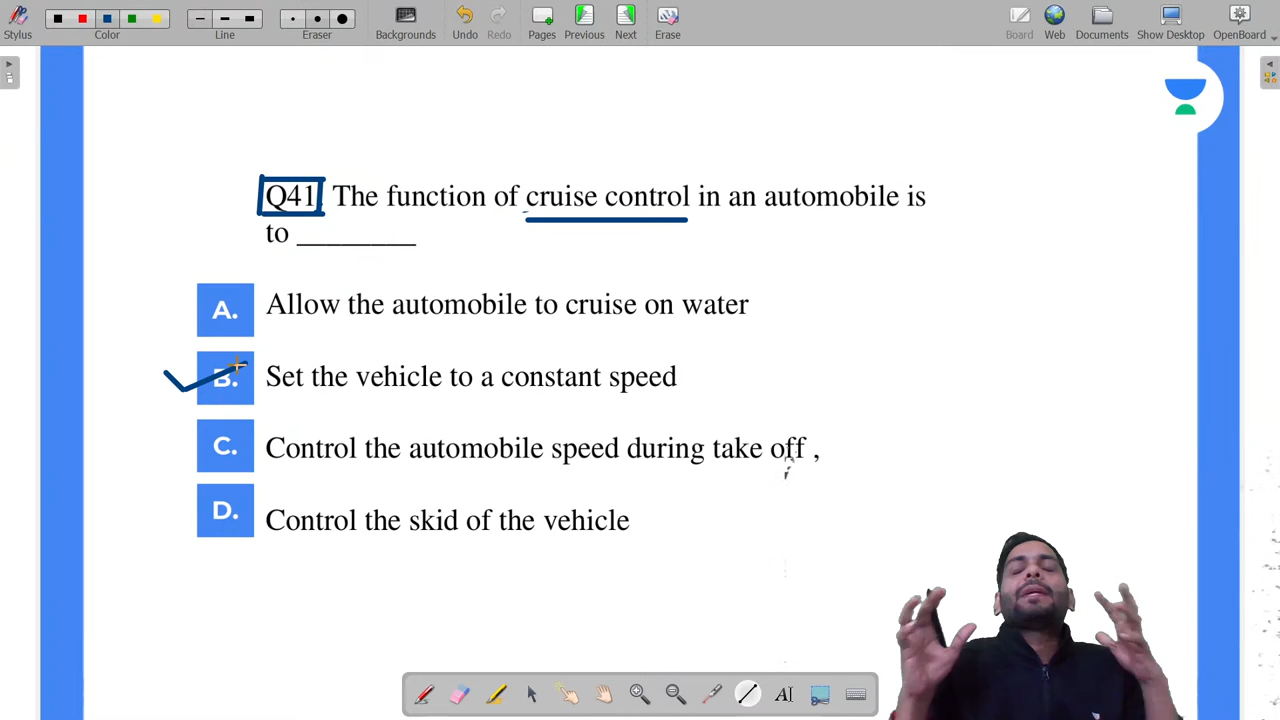 Stylus
Color
Line
Eraser
Backgrounds
Undo
Redo
Pages
Previous
Next
Erase
Board
Web
Documents
Show Desktop
OpenBoard
Q41. The function of cruise control in an automobile is
to ________
A. Allow the automobile to cruise on water
B. Set the vehicle to a constant speed
C. Control the automobile speed during take off ,
D. Control the skid of the vehicle
AI